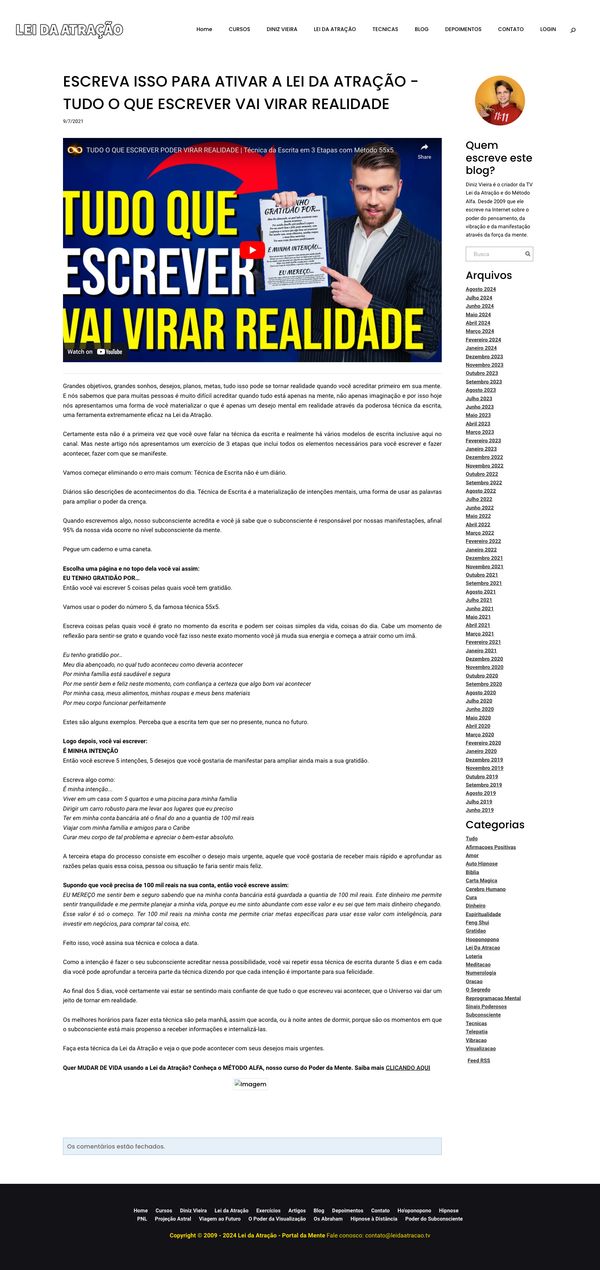 LEI DA ATRAÇÃO
Home CURSOS DINIZ VIEIRA LEI DA ATRAÇÃO TECNICAS BLOG DEPOIMENTOS CONTATO LOGIN
ESCREVA ISSO PARA ATIVAR A LEI DA ATRAÇÃO -
TUDO O QUE ESCREVER VAI VIRAR REALIDADE
9/7/2021
TUDO O QUE ESCREVER PODER VIRAR REALIDADE | Técnica da Escrita em 3 Etapas com Método 55x5
Share
TUDO QUE
ESCREVER
VAI VIRAR REALIDADE
GRATIDÃO POR...
É MINHA INTENÇÃO...
EU MEREÇO...
Watch on YouTube
Grandes objetivos, grandes sonhos, desejos, planos, metas, tudo isso pode se tornar realidade quando você acreditar primeiro em sua mente.
E nós sabemos que para muitas pessoas é muito difícil acreditar quando tudo está apenas na mente, não apenas imaginação e por isso hoje
nós apresentamos uma forma de você materializar o que é apenas um desejo mental em realidade através da poderosa técnica da escrita,
uma ferramenta extremamente eficaz na Lei da Atração.
Certamente esta não é a primeira vez que você ouve falar na técnica da escrita e realmente há vários modelos de escrita inclusive aqui no
canal. Mas neste artigo nós apresentamos um exercício de 3 etapas que inclui todos os elementos necessários para você escrever e fazer
acontecer, fazer com que se manifeste.
Vamos começar eliminando o erro mais comum: Técnica de Escrita não é um diário.
Diários são descrições de acontecimentos do dia. Técnica de Escrita é a materialização de intenções mentais, uma forma de usar as palavras
para ampliar o poder da crença.
Quando escrevemos algo, nosso subconsciente acredita e você já sabe que o subconsciente é responsável por nossas manifestações, afinal
95% da nossa vida ocorre no nível subconsciente da mente.
Pegue um caderno e uma caneta.
Escolha uma página e no topo dela você vai assim:
EU TENHO GRATIDÃO POR...
Então você vai escrever 5 coisas pelas quais você tem gratidão.
Vamos usar o poder do número 5, da famosa técnica 55x5.
Escreva coisas pelas quais você é grato no momento da escrita e podem ser coisas simples da vida, coisas do dia. Cabe um momento de
reflexão para sentir-se grato e quando você faz isso neste exato momento você já muda sua energia e começa a atrair como um ímã.
Eu tenho gratidão por...
Meu dia abençoado, no qual tudo aconteceu como deveria acontecer
Por minha família está saudável e segura
Por me sentir bem e feliz neste momento, com confiança a certeza que algo bom vai acontecer
Por minha casa, meus alimentos, minhas roupas e meus bens materiais
Por meu corpo funcionar perfeitamente
Estes são alguns exemplos. Perceba que a escrita tem que ser no presente, nunca no futuro.
Logo depois, você vai escrever:
É MINHA INTENÇÃO
Então você escreve 5 intenções, 5 desejos que você gostaria de manifestar para ampliar ainda mais a sua gratidão.
Escreva algo como:
É minha intenção...
Viver em um casa com 5 quartos e uma piscina para minha família
Dirigir um carro robusto para me levar aos lugares que eu preciso
Ter em minha conta bancária até o final do ano a quantia de 100 mil reais
Viajar com minha família e amigos para o Caribe
Curar meu corpo de tal problema e apreciar o bem-estar absoluto.
A terceira etapa do processo consiste em escolher o desejo mais urgente, aquele que você gostaria de receber mais rápido e aprofundar as
razões pelas quais essa coisa, pessoa ou situação te faria sentir mais feliz.
Supondo que você precisa de 100 mil reais na sua conta, então você escreve assim:
EU MEREÇO me sentir bem e seguro sabendo que na minha conta bancária está guardada a quantia de 100 mil reais. Este dinheiro me permite
sentir tranquilidade e me permite planejar a minha vida, porque eu me sinto abundante com esse valor e eu sei que tem mais dinheiro chegando.
Esse valor é só o começo. Ter 100 mil reais na minha conta me permite criar metas específicas para usar esse valor com inteligência, para
investir em negócios, para comprar tal coisa, etc.
Feito isso, você assina sua técnica e coloca a data.
Como a intenção é fazer o seu subconsciente acreditar nessa possibilidade, você vai repetir essa técnica de escrita durante 5 dias e em cada
dia você pode aprofundar a terceira parte da técnica dizendo por que cada intenção é importante para sua felicidade.
Ao final dos 5 dias, você certamente vai estar se sentindo mais confiante de que tudo o que escreveu vai acontecer, que o Universo vai dar um
jeito de tornar em realidade.
Os melhores horários para fazer esta técnica são pela manhã, assim que acorda, ou à noite antes de dormir, porque são os momentos em que
o subconsciente está mais propenso a receber informações e internalizá-las.
Faça esta técnica da Lei da Atração e veja o que pode acontecer com seus desejos mais urgentes.
Quer MUDAR DE VIDA usando a Lei da Atração? Conheça o MÉTODO ALFA, nosso curso do Poder da Mente. Saiba mais CLICANDO AQUI
Imagem
Os comentários estão fechados.
11:11
Quem
escreve este
blog?
Diniz Vieira é o criador da TV
Lei da Atração e do Método
Alfa. Desde 2009 que ele
escreve na Internet sobre o
poder do pensamento, da
vibração e da manifestação
através da força da mente.
Busca
Arquivos
Agosto 2024
Julho 2024
Junho 2024
Maio 2024
Abril 2024
Março 2024
Fevereiro 2024
Janeiro 2024
Dezembro 2023
Novembro 2023
Outubro 2023
Setembro 2023
Agosto 2023
Julho 2023
Junho 2023
Maio 2023
Abril 2023
Março 2023
Fevereiro 2023
Janeiro 2023
Dezembro 2022
Novembro 2022
Outubro 2022
Setembro 2022
Agosto 2022
Julho 2022
Junho 2022
Maio 2022
Abril 2022
Março 2022
Fevereiro 2022
Janeiro 2022
Dezembro 2021
Novembro 2021
Outubro 2021
Setembro 2021
Agosto 2021
Julho 2021
Junho 2021
Maio 2021
Abril 2021
Março 2021
Fevereiro 2021
Janeiro 2021
Dezembro 2020
Novembro 2020
Outubro 2020
Setembro 2020
Agosto 2020
Julho 2020
Junho 2020
Maio 2020
Abril 2020
Março 2020
Fevereiro 2020
Janeiro 2020
Dezembro 2019
Novembro 2019
Outubro 2019
Setembro 2019
Agosto 2019
Julho 2019
Junho 2019
Categorias
Tudo
Afirmacoes Positivas
Amor
Auto Hipnose
Biblia
Carta Magica
Cerebro Humano
Cura
Dinheiro
Espiritualidade
Feng Shui
Gratidao
Hooponopono
Lei Da Atracao
Loteria
Meditacao
Numerologia
Oracao
O Segredo
Reprogramacao Mental
Sinais Poderosos
Subconsciente
Tecnicas
Telepatia
Vibracao
Visualizacao
Feed RSS
Home Cursos Diniz Vieira Lei da Atração Exercícios Artigos Blog Depoimentos Contato Ho'oponopono Hipnose
PNL Projeção Astral Viagem ao Futuro O Poder da Visualização Os Abraham Hipnose à Distância Poder do Subconsciente
Copyright © 2009 - 2024 Lei da Atração - Portal da Mente Fale conosco: contato@leidaatracao.tv